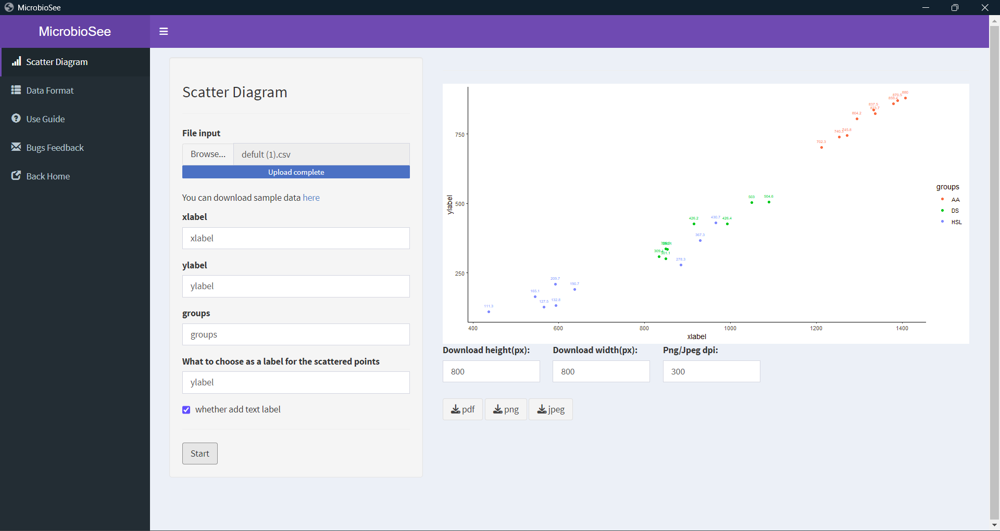 MicrobioSee
MicrobioSee
Scatter Diagram
Data Format
Use Guide
Bugs Feedback
Back Home
Scatter Diagram
File input
Browse... defult (1).csv
Upload complete
You can download sample data here
xlabel
xlabel
ylabel
ylabel
groups
groups
What to choose as a label for the scattered points
ylabel
whether add text label
Start
880
870.5
859.4
837.5
823.7
804.2
745.8
740.3
702.3
750
503 504.6
500
426.2 430.7 426.4
367.3
309.4
301.1
278.3
250
209.7
190.7
165.1
127.5 132.8
111.3
ylabel
400 600 800 1000 1200 1400
xlabel
groups
AA
DS
HSL
Download height(px): Download width(px): Png/Jpeg dpi:
800 800 300
pdf png jpeg